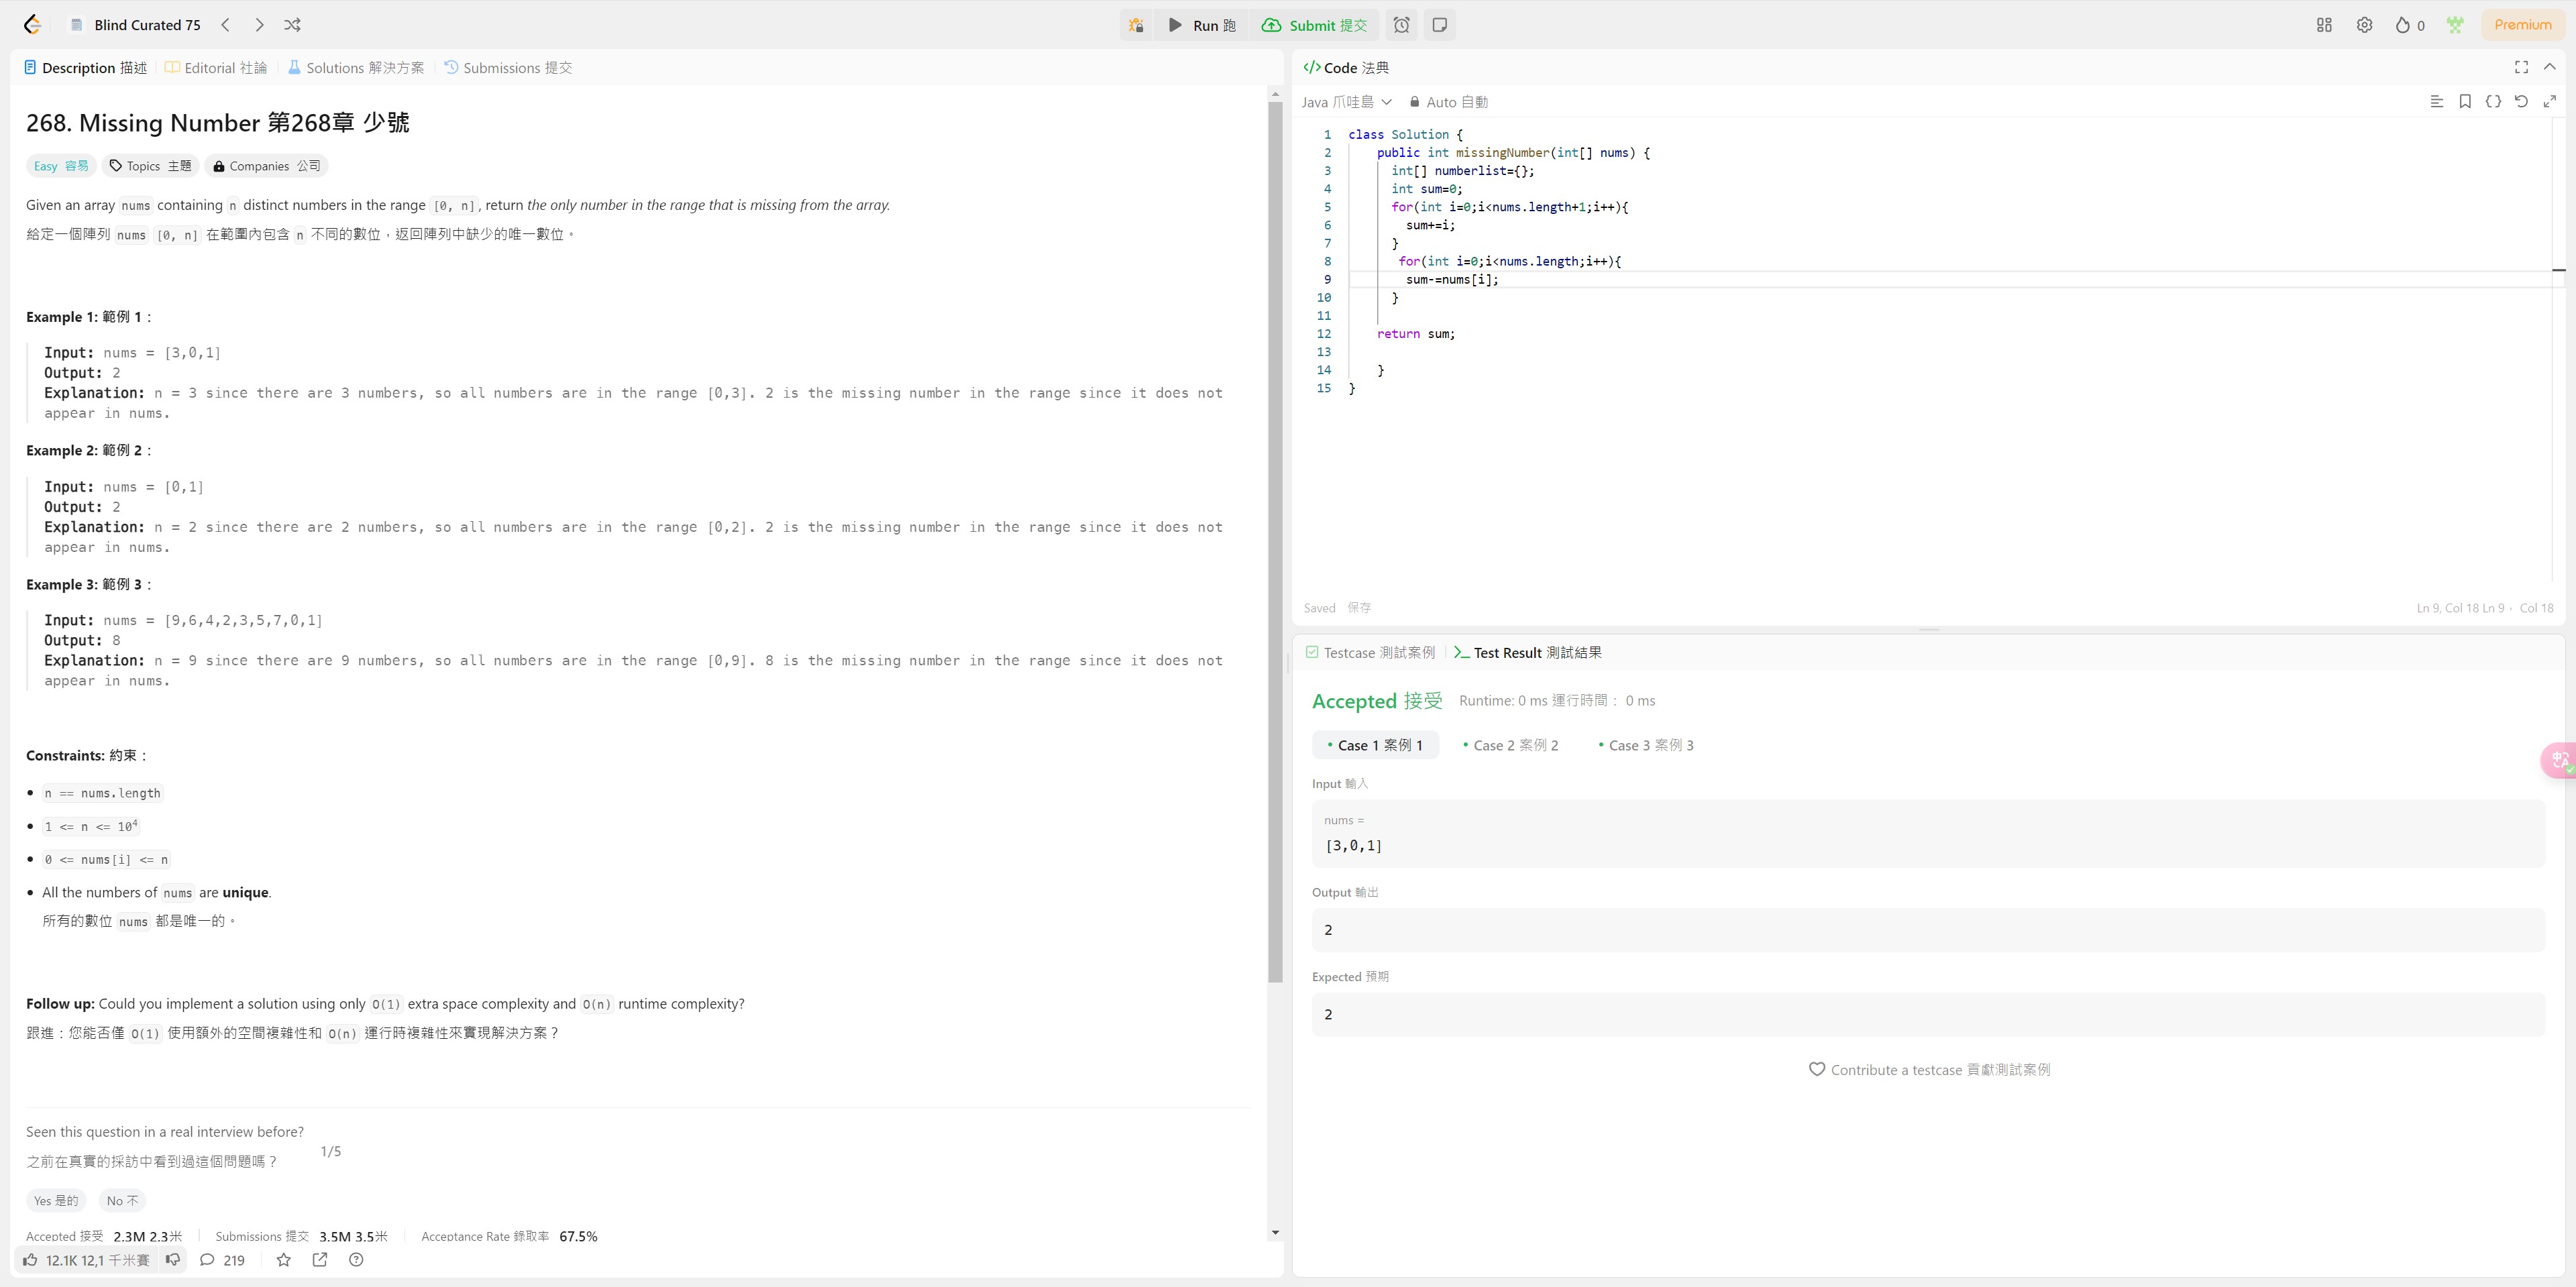 Blind Curated 75
Run 跑
Submit 提交
0
Premium
Description 描述
Editorial 社論
Solutions 解決方案
Submissions 提交
268. Missing Number 第268章 少號
Easy 容易
Topics 主題
Companies 公司
Given an array nums containing n distinct numbers in the range [0, n], return the only number in the range that is missing from the array.
給定一個陣列 nums [0, n] 在範圍內包含 n 不同的數位，返回陣列中缺少的唯一數位。
Example 1: 範例 1：
Input: nums = [3,0,1]
Output: 2
Explanation: n = 3 since there are 3 numbers, so all numbers are in the range [0,3]. 2 is the missing number in the range since it does not
appear in nums.
Example 2: 範例 2：
Input: nums = [0,1]
Output: 2
Explanation: n = 2 since there are 2 numbers, so all numbers are in the range [0,2]. 2 is the missing number in the range since it does not
appear in nums.
Example 3: 範例 3：
Input: nums = [9,6,4,2,3,5,7,0,1]
Output: 8
Explanation: n = 9 since there are 9 numbers, so all numbers are in the range [0,9]. 8 is the missing number in the range since it does not
appear in nums.
Constraints: 約束：
n == nums.length
1 <= n <= 10⁴
0 <= nums[i] <= n
All the numbers of nums are unique.
所有的數位 nums 都是唯一的。
Follow up: Could you implement a solution using only O(1) extra space complexity and O(n) runtime complexity?
跟進：您能否僅 O(1) 使用額外的空間複雜性和 O(n) 運行時複雜性來實現解決方案？
Seen this question in a real interview before?
之前在真實的採訪中看到過這個問題嗎？
1/5
Yes 是的
No 不
Accepted 接受 2.3M 2.3米
Submissions 提交 3.5M 3.5米
Acceptance Rate 錄取率 67.5%
12.1K 12,1 千米賽
219
Code 法典
Java 爪哇島
Auto 自動
1 class Solution {
2 public int missingNumber(int[] nums) {
3 int[] numberlist={};
4 int sum=0;
5 for(int i=0;i<nums.length+1;i++){
6 sum+=i;
7 }
8 for(int i=0;i<nums.length;i++){
9 sum-=nums[i];
10 }
11
12 return sum;
13
14 }
15 }
Saved 保存
Ln 9, Col 18 Ln 9， Col 18
Testcase 測試案例
Test Result 測試結果
Accepted 接受
Runtime: 0 ms 運行時間： 0 ms
Case 1 案例 1
Case 2 案例 2
Case 3 案例 3
Input 輸入
nums =
[3,0,1]
Output 輸出
2
Expected 預期
2
Contribute a testcase 貢獻測試案例